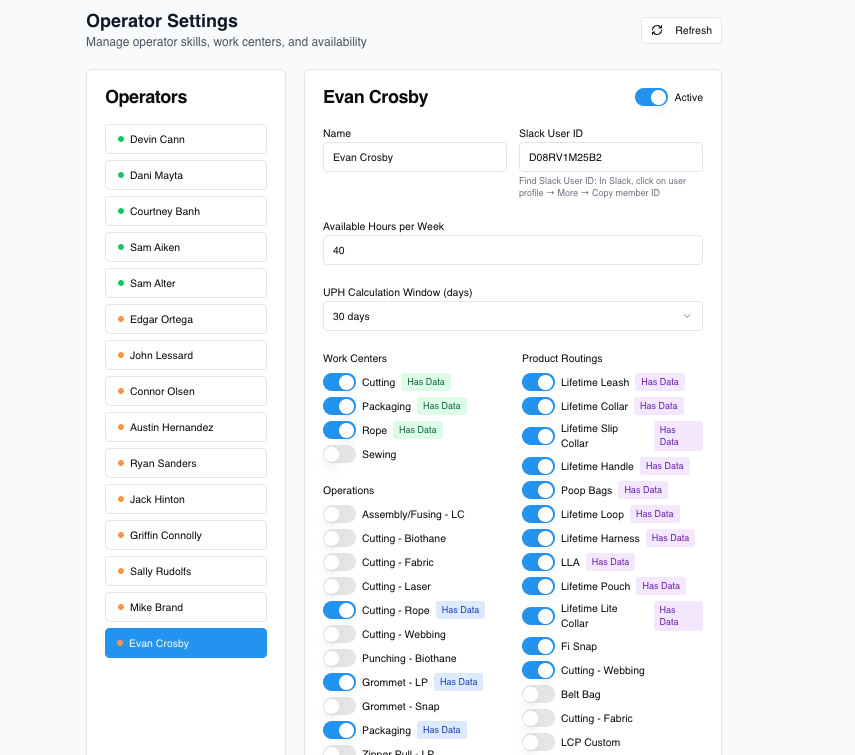 Operator Settings
Manage operator skills, work centers, and availability
Refresh
Operators
Devin Cann
Dani Mayta
Courtney Banh
Sam Aiken
Sam Alter
Edgar Ortega
John Lessard
Connor Olsen
Austin Hernandez
Ryan Sanders
Jack Hinton
Griffin Connolly
Sally Rudolfs
Mike Brand
Evan Crosby
Evan Crosby
Active
Name
Evan Crosby
Slack User ID
D08RV1M25B2
Find Slack User ID: In Slack, click on user
profile → More → Copy member ID
Available Hours per Week
40
UPH Calculation Window (days)
30 days
Work Centers
Cutting Has Data
Packaging Has Data
Rope Has Data
Sewing
Operations
Assembly/Fusing - LC
Cutting - Biothane
Cutting - Fabric
Cutting - Laser
Cutting - Rope Has Data
Cutting - Webbing
Punching - Biothane
Grommet - LP Has Data
Grommet - Snap
Packaging Has Data
Zipper Pull - LP
Product Routings
Lifetime Leash Has Data
Lifetime Collar Has Data
Lifetime Slip
Collar
Has
Data
Lifetime Handle Has Data
Poop Bags Has Data
Lifetime Loop Has Data
Lifetime Harness Has Data
LLA Has Data
Lifetime Pouch Has Data
Lifetime Lite
Collar
Has
Data
Fi Snap
Cutting - Webbing
Belt Bag
Cutting - Fabric
LCP Custom